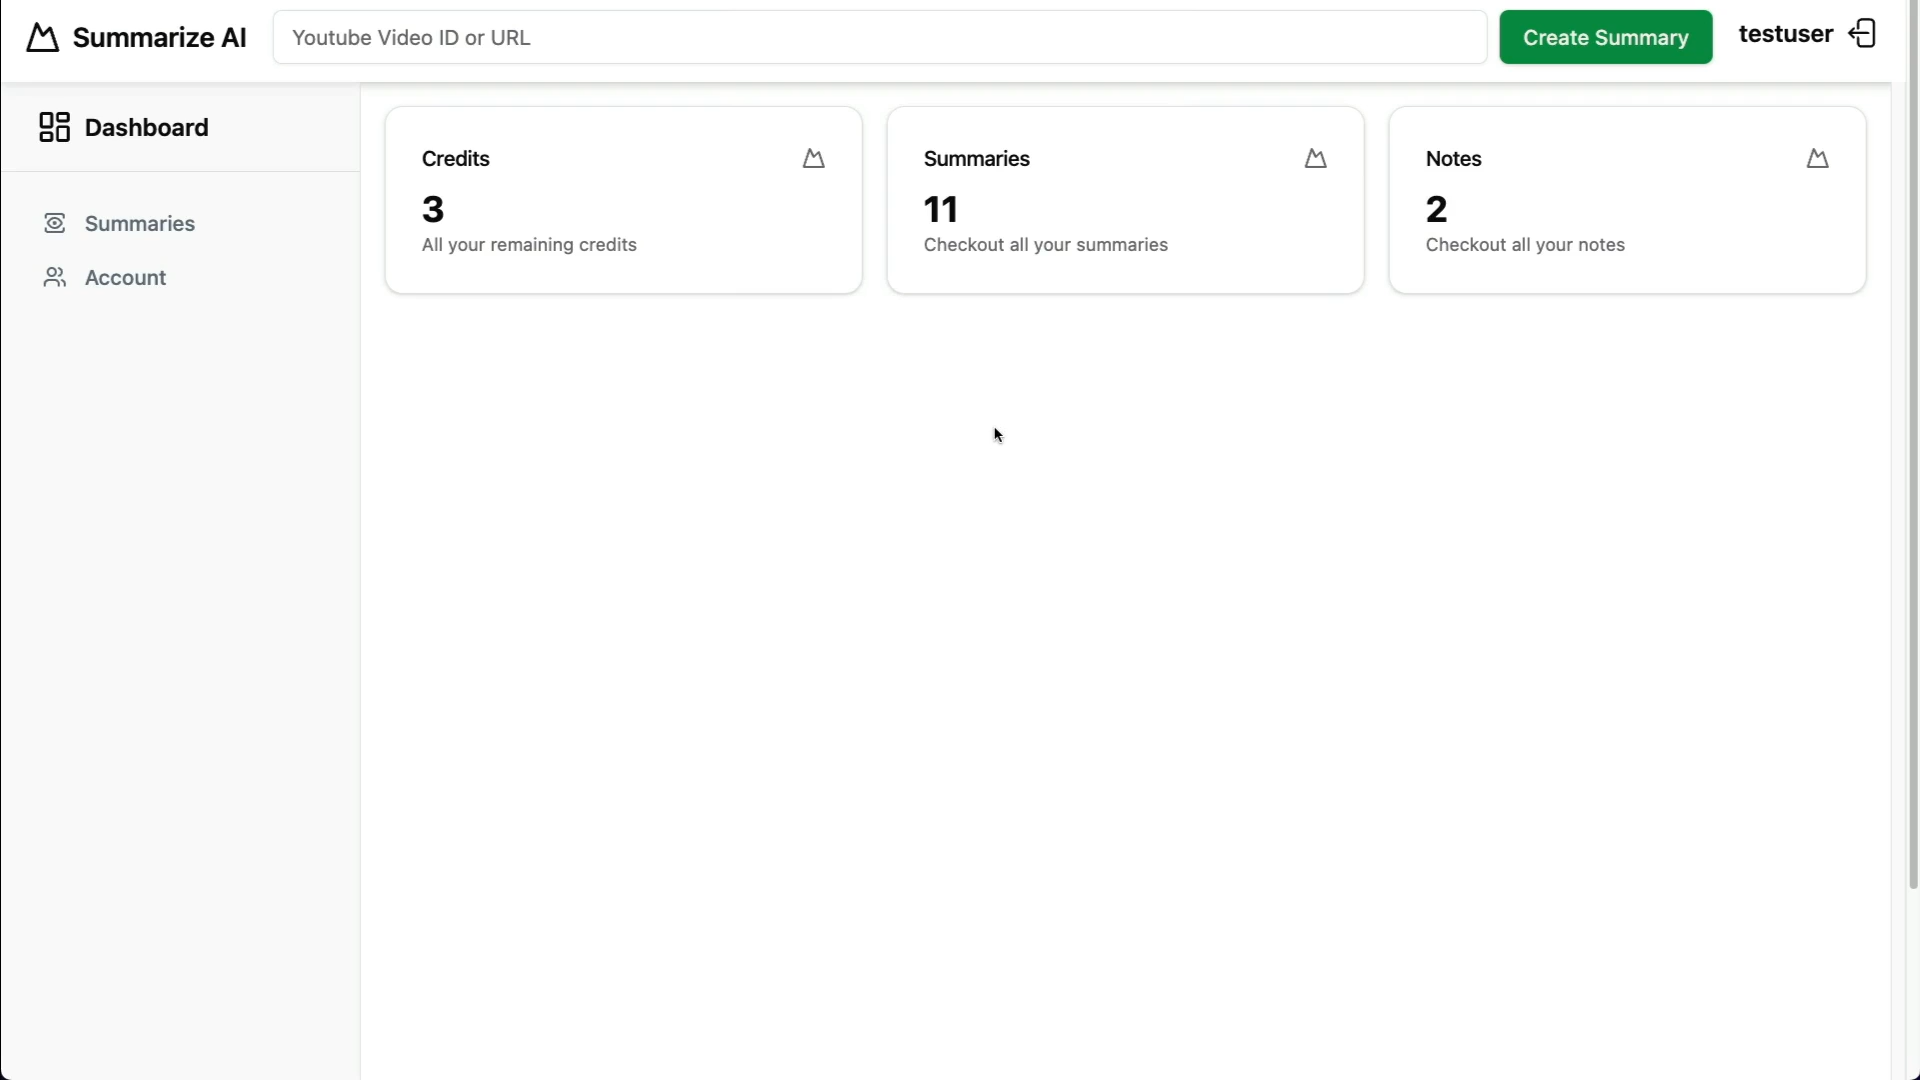 Summarize AI
Youtube Video ID or URL
Create Summary
testuser
Dashboard
Summaries
Account
Credits
3
All your remaining credits
Summaries
11
Checkout all your summaries
Notes
2
Checkout all your notes